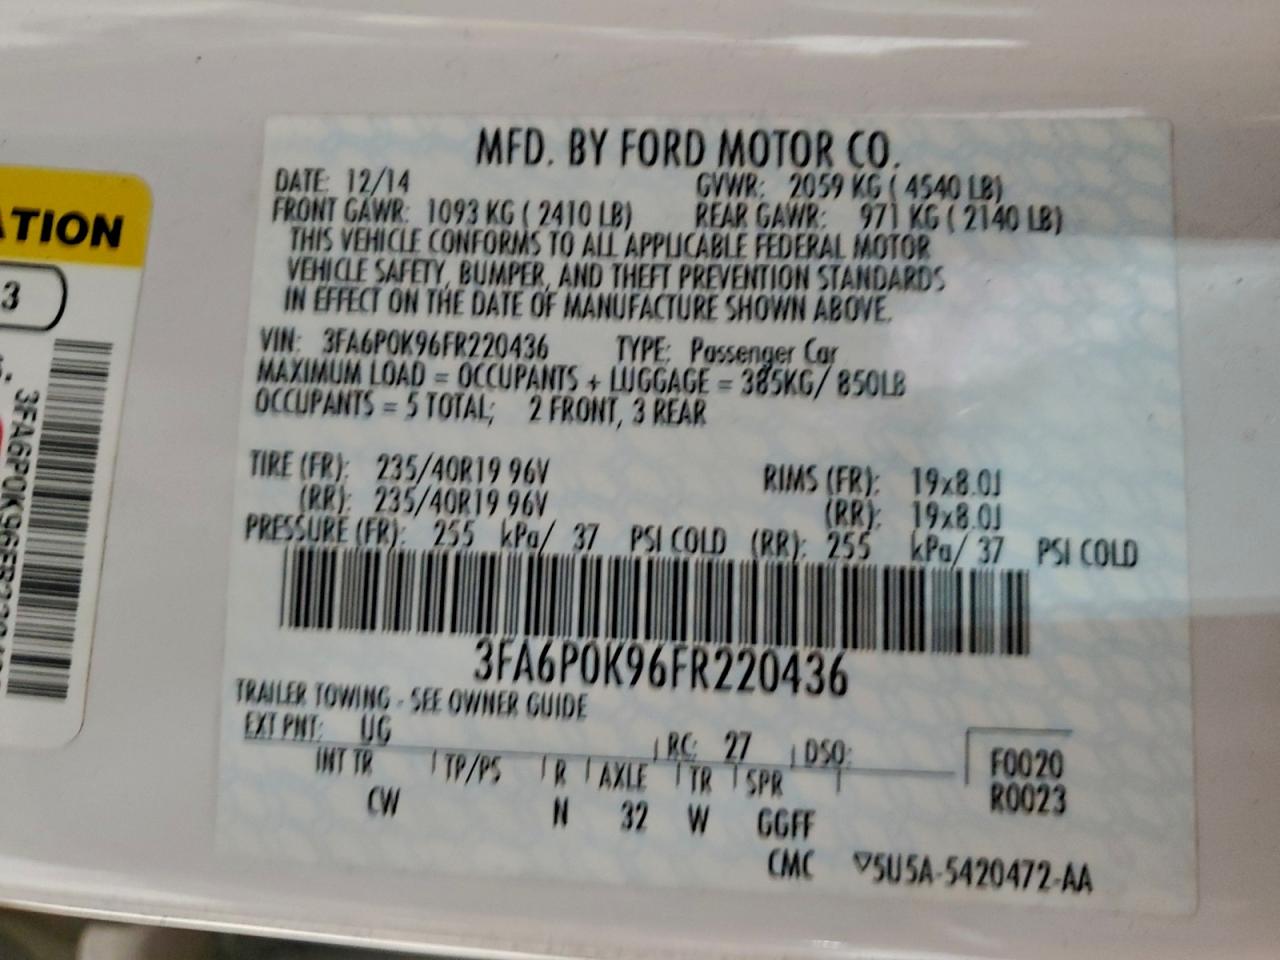 MFD. BY FORD MOTOR CO.
DATE: 12/14 GVWR: 2059 KG ( 4540 LB)
FRONT GAWR: 1093 KG ( 2410 LB) REAR GAWR: 971 KG ( 2140 LB)
THIS VEHICLE CONFORMS TO ALL APPLICABLE FEDERAL MOTOR
VEHICLE SAFETY, BUMPER, AND THEFT PREVENTION STANDARDS
IN EFFECT ON THE DATE OF MANUFACTURE SHOWN ABOVE.
VIN: 3FA6P0K96FR220436 TYPE: Passenger Car
MAXIMUM LOAD = OCCUPANTS + LUGGAGE = 385KG/ 850LB
OCCUPANTS = 5 TOTAL; 2 FRONT, 3 REAR
TIRE (FR): 235/40R19 96V RIMS (FR): 19x8.0J
(RR): 235/40R19 96V (RR): 19x8.0J
PRESSURE (FR): 255 kPa/ 37 PSI COLD (RR): 255 kPa/ 37 PSI COLD
3FA6P0K96FR220436
TRAILER TOWING - SEE OWNER GUIDE
EXT PNT: UG RC: 27 DSO: F0020
INT TR TP/PS R AXLE TR SPR R0023
CW N 32 W GGFF
CMC ▽5U5A-5420472-AA
ATION
3